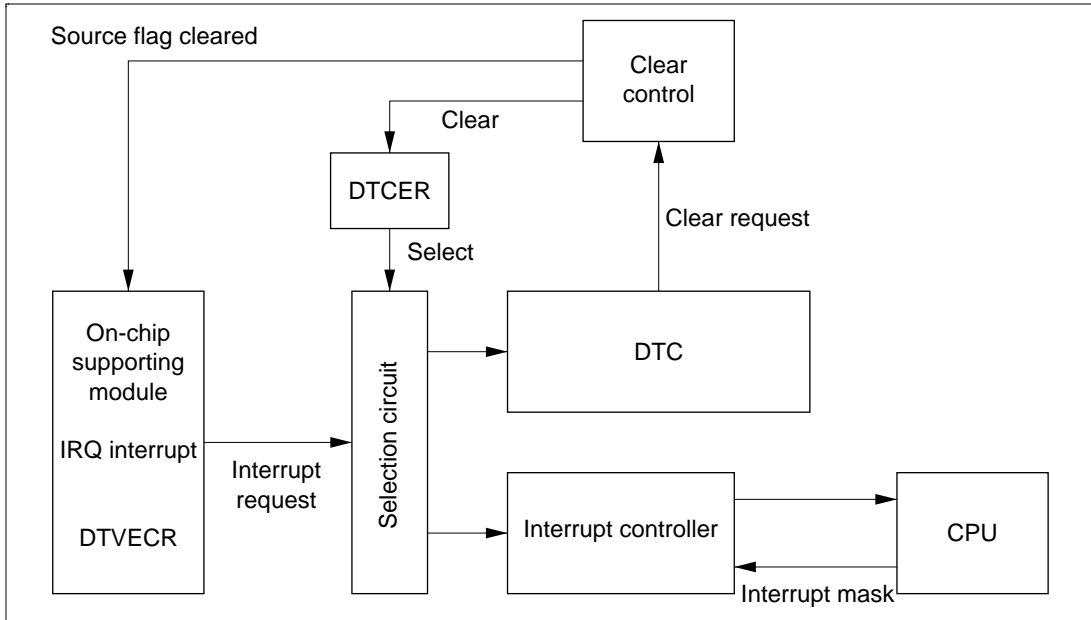 Source flag cleared
Clear
control
Clear
DTCER
Clear request
Select
On-chip
supporting
module
DTC
IRQ interrupt
Selection circuit
Interrupt
request
DTVECR
Interrupt controller
CPU
Interrupt mask